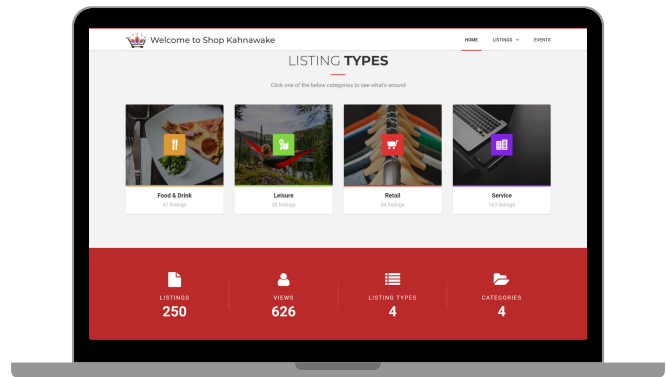 Welcome to Shop Kahnawake
HOME LISTINGS EVENTS
LISTING TYPES
Click one of the below categories to see what's around
Food & Drink Leisure Retail Service
41 listings 28 listings 54 listings 163 listings
LISTINGS VIEWS LISTING TYPES CATEGORIES
250 626 4 4